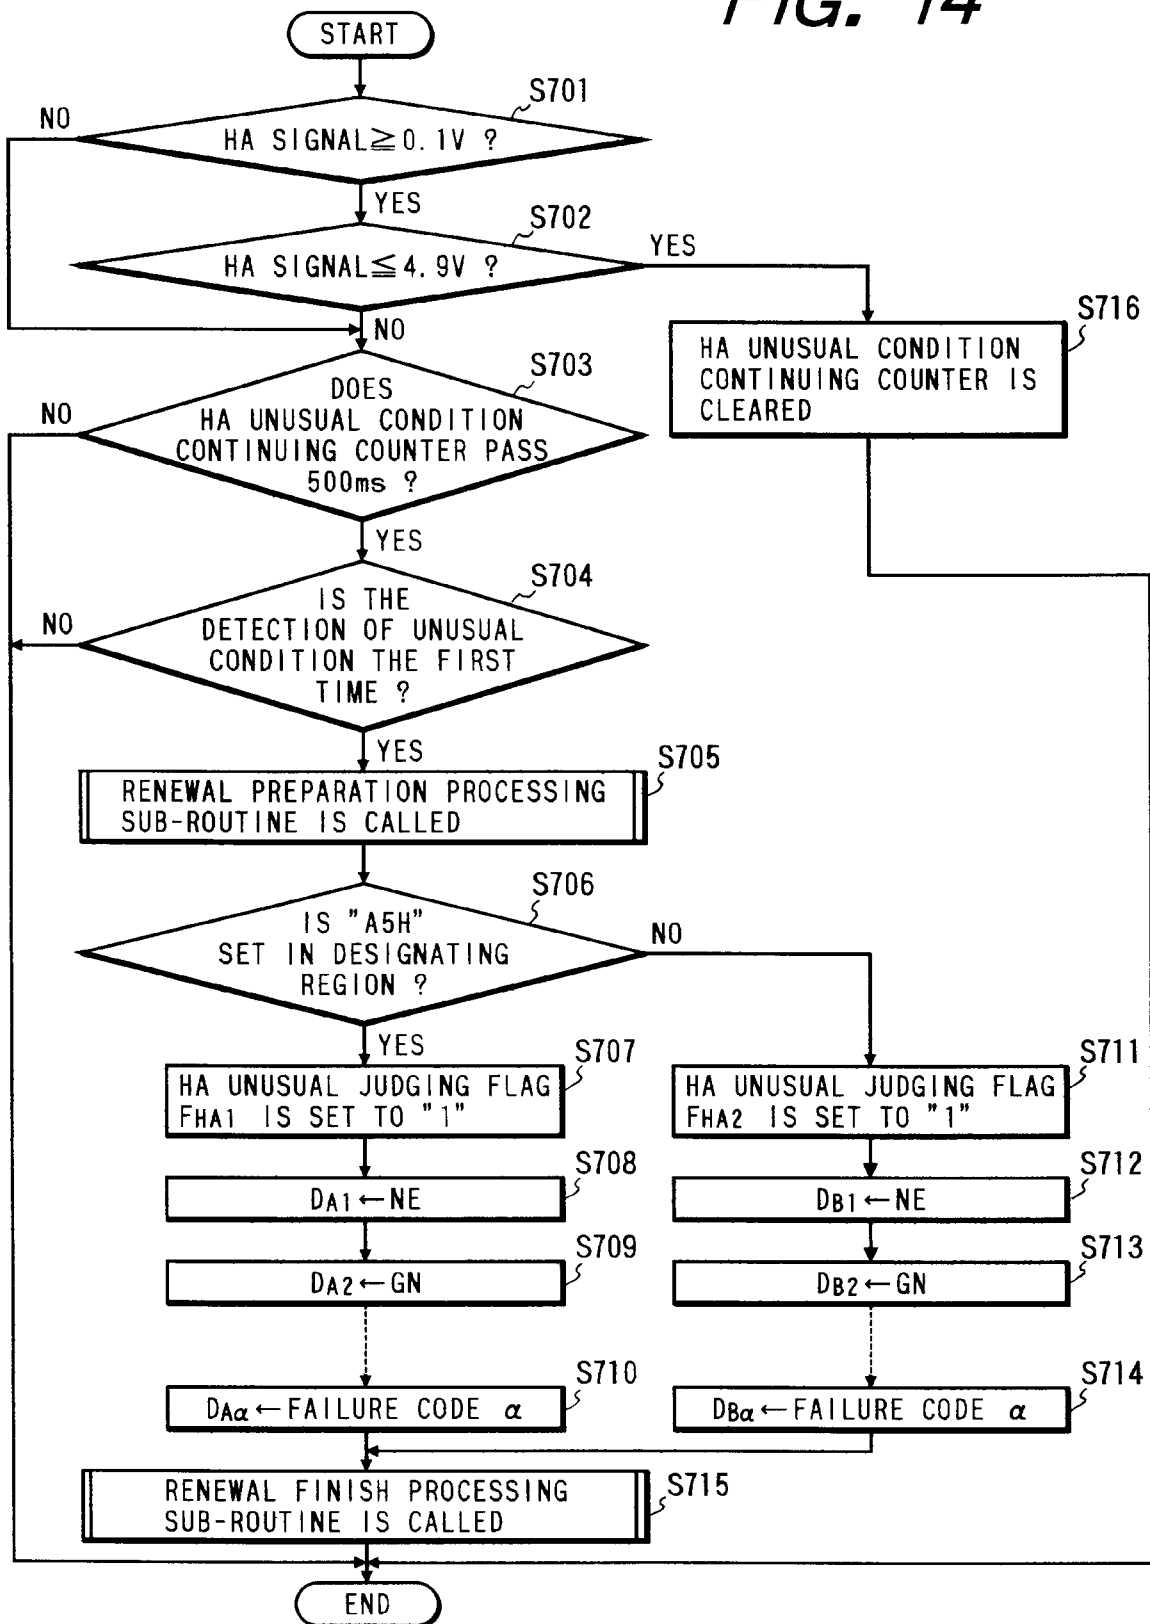 FIG. 14
START
S701
NO
HA SIGNAL≧0.1V ?
YES
S702
HA SIGNAL≦4.9V ?
YES
NO
S716
HA UNUSUAL CONDITION
CONTINUING COUNTER IS
CLEARED
S703
NO
DOES
HA UNUSUAL CONDITION
CONTINUING COUNTER PASS
500ms ?
YES
S704
NO
IS THE
DETECTION OF UNUSUAL
CONDITION THE FIRST
TIME ?
YES
S705
RENEWAL PREPARATION PROCESSING
SUB-ROUTINE IS CALLED
S706
IS "A5H"
SET IN DESIGNATING
REGION ?
NO
YES
S707
HA UNUSUAL JUDGING FLAG
FHA1 IS SET TO "1"
S711
HA UNUSUAL JUDGING FLAG
FHA2 IS SET TO "1"
S708
DA1←NE
S712
DB1←NE
S709
DA2←GN
S713
DB2←GN
S710
DAα←FAILURE CODE α
S714
DBα←FAILURE CODE α
S715
RENEWAL FINISH PROCESSING
SUB-ROUTINE IS CALLED
END